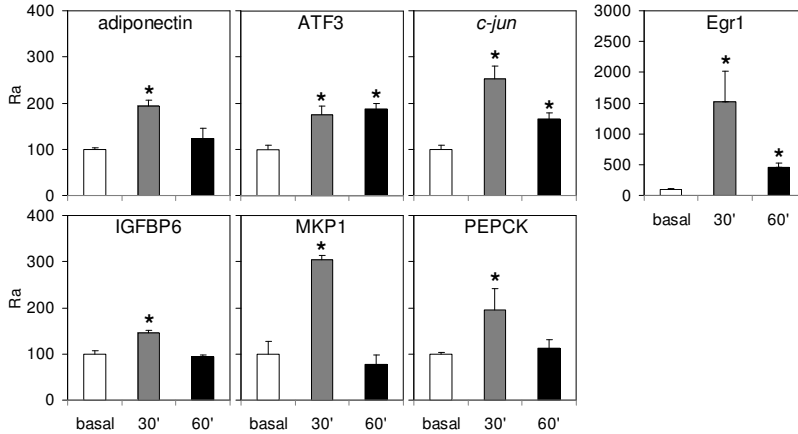 adiponectin
ATF3
c-jun
Egr1
400
300
200
100
0
Ra
*
* *
* *
3000
2500
2000
1500
1000
500
0
* *
basal 30' 60'
IGFBP6
MKP1
PEPCK
400
300
200
100
0
Ra
*
*
*
basal 30' 60'
basal 30' 60'
basal 30' 60'